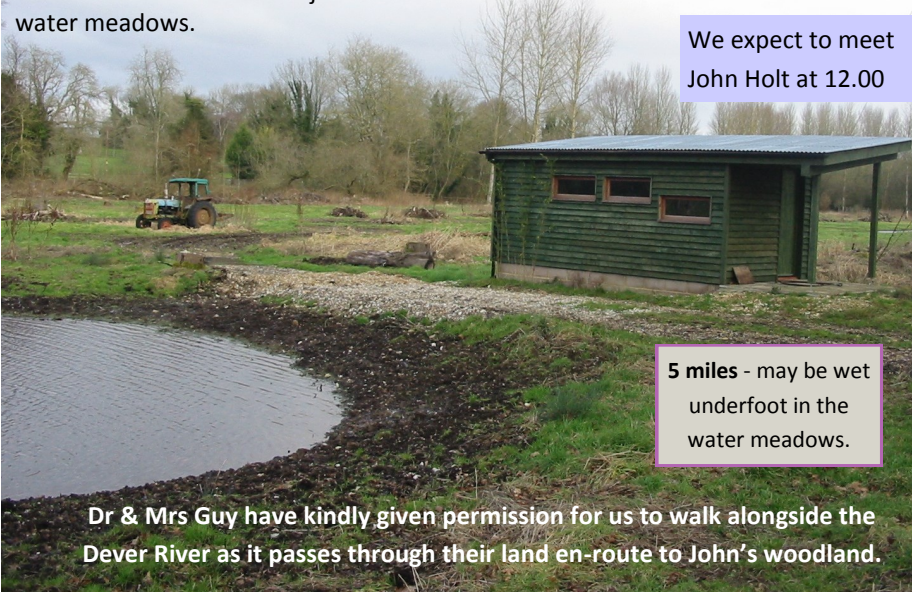 water meadows.
We expect to meet
John Holt at 12.00
5 miles - may be wet
underfoot in the
water meadows.
Dr & Mrs Guy have kindly given permission for us to walk alongside the
Dever River as it passes through their land en-route to John’s woodland.